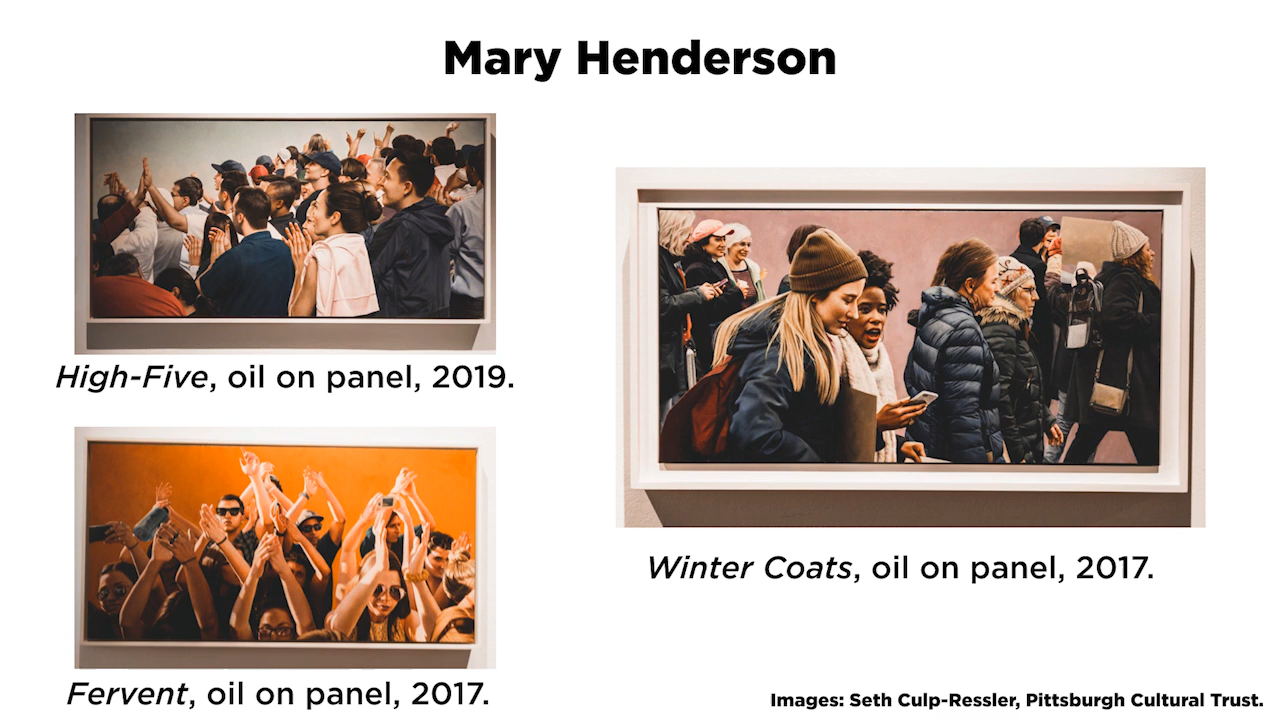 Mary Henderson
High-Five, oil on panel, 2019.
Fervent, oil on panel, 2017.
Winter Coats, oil on panel, 2017.
Images: Seth Culp-Ressler, Pittsburgh Cultural Trust.